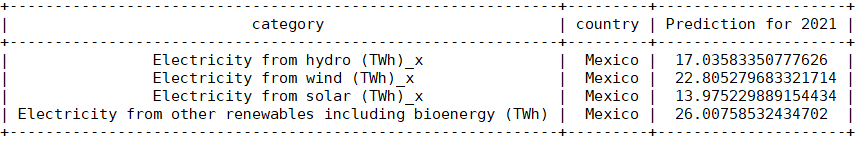 +----------------------------------------------------------+---------+---------------------+
| category | country | Prediction for 2021 |
+----------------------------------------------------------+---------+---------------------+
| Electricity from hydro (TWh)_x | Mexico | 17.03583350777626 |
| Electricity from wind (TWh)_x | Mexico | 22.805279683321714 |
| Electricity from solar (TWh)_x | Mexico | 13.975229889154434 |
| Electricity from other renewables including bioenergy (TWh) | Mexico | 26.00758532434702 |
+----------------------------------------------------------+---------+---------------------+